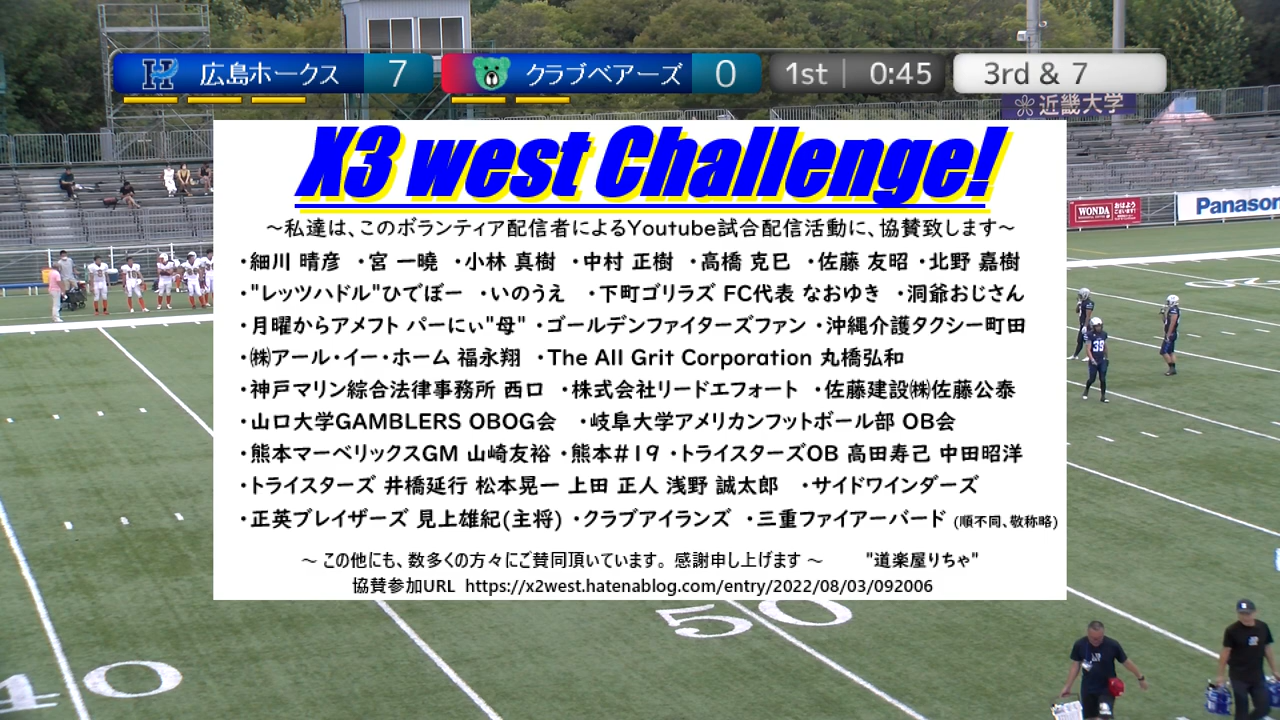 広島ホークス 7 クラブベアーズ 0 1st 0:45 3rd & 7
近畿大学
X3 west Challenge!
～私達は、このボランティア配信者によるYoutube試合配信活動に、協賛致します～
・細川 晴彦 ・宮 一曉 ・小林 真樹 ・中村 正樹 ・高橋 克巳 ・佐藤 友昭 ・北野 嘉樹
・"レッツハドル"ひでぼー ・いのうえ ・下町ゴリラズ FC代表 なおゆき ・洞爺おじさん
・月曜からアメフト パーにぃ"母" ・ゴールデンファイターズファン ・沖縄介護タクシー町田
・㈱アール・イー・ホーム 福永翔 ・The All Grit Corporation 丸橋弘和
・神戸マリン綜合法律事務所 西口 ・株式会社リードエフォート ・佐藤建設㈱佐藤公泰
・山口大学GAMBLERS OBOG会 ・岐阜大学アメリカンフットボール部 OB会
・熊本マーベリックスGM 山崎友裕 ・熊本#19 ・トライスターズOB 高田寿己 中田昭洋
・トライスターズ 井橋延行 松本晃一 上田 正人 浅野 誠太郎 ・サイドワインダーズ
・正英ブレイザーズ 見上雄紀(主将) ・クラブアイランズ ・三重ファイアーバード (順不同、敬称略)
～ この他にも、数多くの方々にご賛同頂いています。感謝申し上げます ～ "道楽屋りちゃ"
協賛参加URL https://x2west.hatenablog.com/entry/2022/08/03/092006
WONDA おはようございます!
Panason
39
50
40